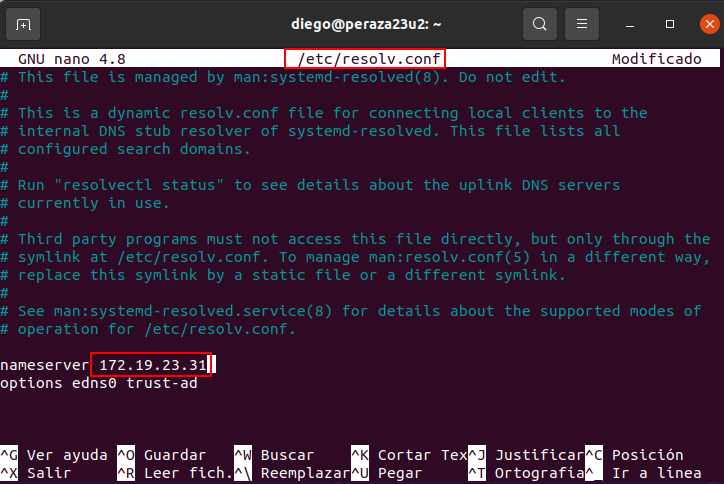 diego@peraza23u2: ~
GNU nano 4.8 /etc/resolv.conf Modificado
# This file is managed by man:systemd-resolved(8). Do not edit.
#
# This is a dynamic resolv.conf file for connecting local clients to the
# internal DNS stub resolver of systemd-resolved. This file lists all
# configured search domains.
#
# Run "resolvectl status" to see details about the uplink DNS servers
# currently in use.
#
# Third party programs must not access this file directly, but only through the
# symlink at /etc/resolv.conf. To manage man:resolv.conf(5) in a different way,
# replace this symlink by a static file or a different symlink.
#
# See man:systemd-resolved.service(8) for details about the supported modes of
# operation for /etc/resolv.conf.
nameserver 172.19.23.31
options edns0 trust-ad
^G Ver ayuda ^O Guardar ^W Buscar ^K Cortar Tex^J Justificar^C Posición
^X Salir ^R Leer fich.^\ Reemplazar^U Pegar ^T Ortografía^_ Ir a línea